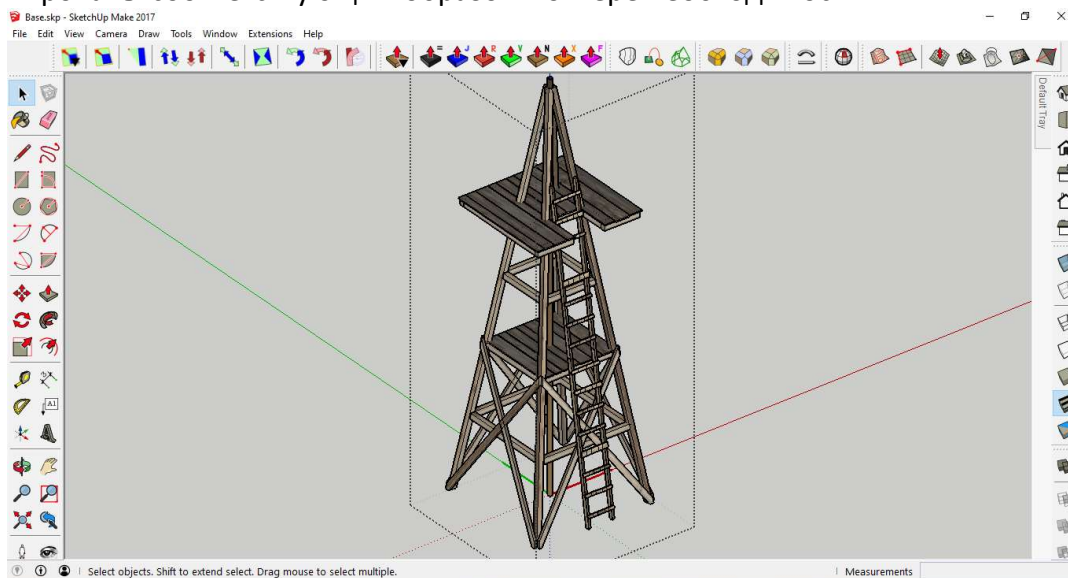 Base.skp - SketchUp Make 2017
File Edit View Camera Draw Tools Window Extensions Help
Default Tray
A1
Select objects. Shift to extend select. Drag mouse to select multiple.
Measurements